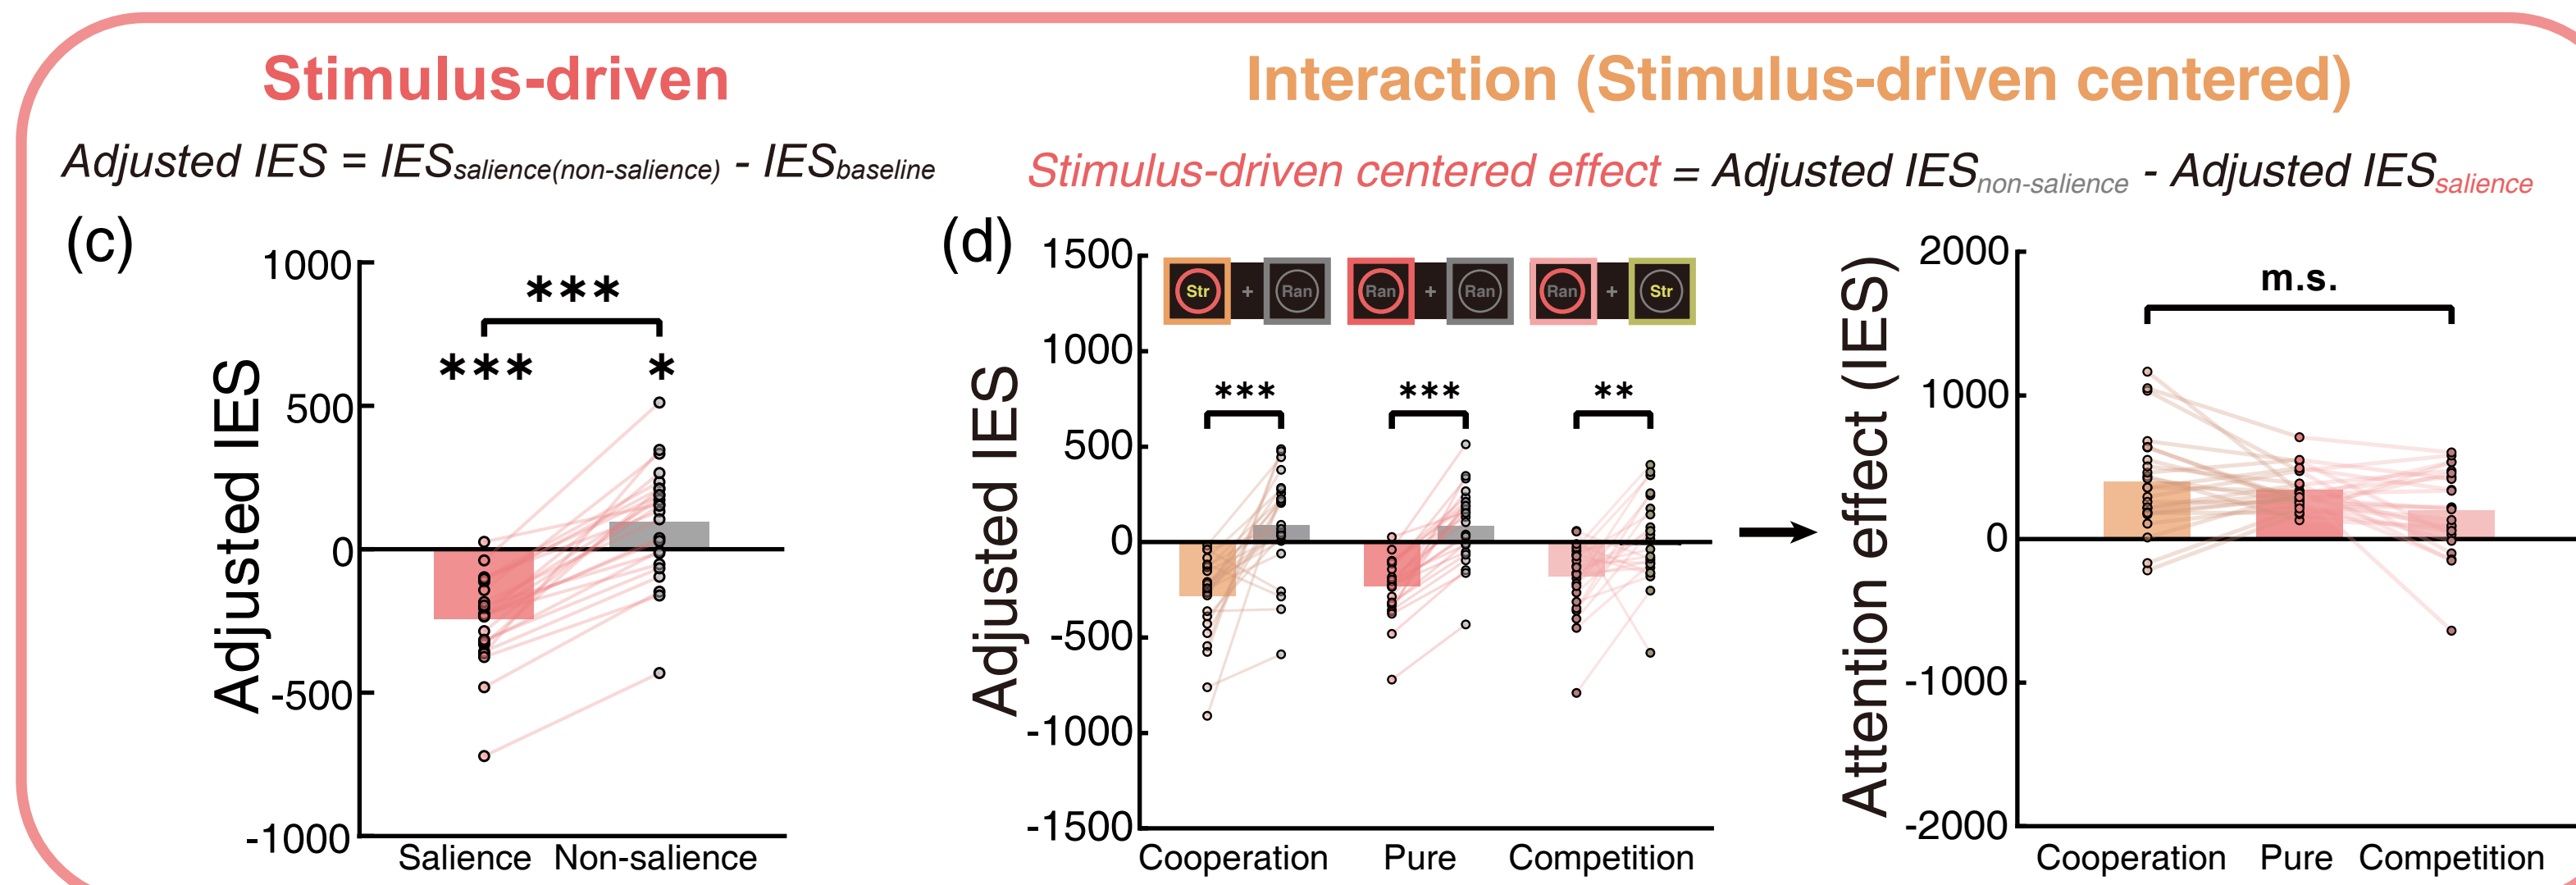 Stimulus-driven
Interaction (Stimulus-driven centered)
Adjusted IES = IESsalience(non-salience) - IESbaseline
Stimulus-driven centered effect = Adjusted IESnon-salience - Adjusted IESsalience
(c)
Adjusted IES
1000
500
0
-500
-1000
***
***
*
Salience
Non-salience
(d)
Adjusted IES
1500
1000
500
0
-500
-1000
-1500
Str + Ran
Ran + Ran
Ran + Str
***
***
**
Cooperation
Pure
Competition
Attention effect (IES)
2000
1000
0
-1000
-2000
m.s.
Cooperation
Pure
Competition